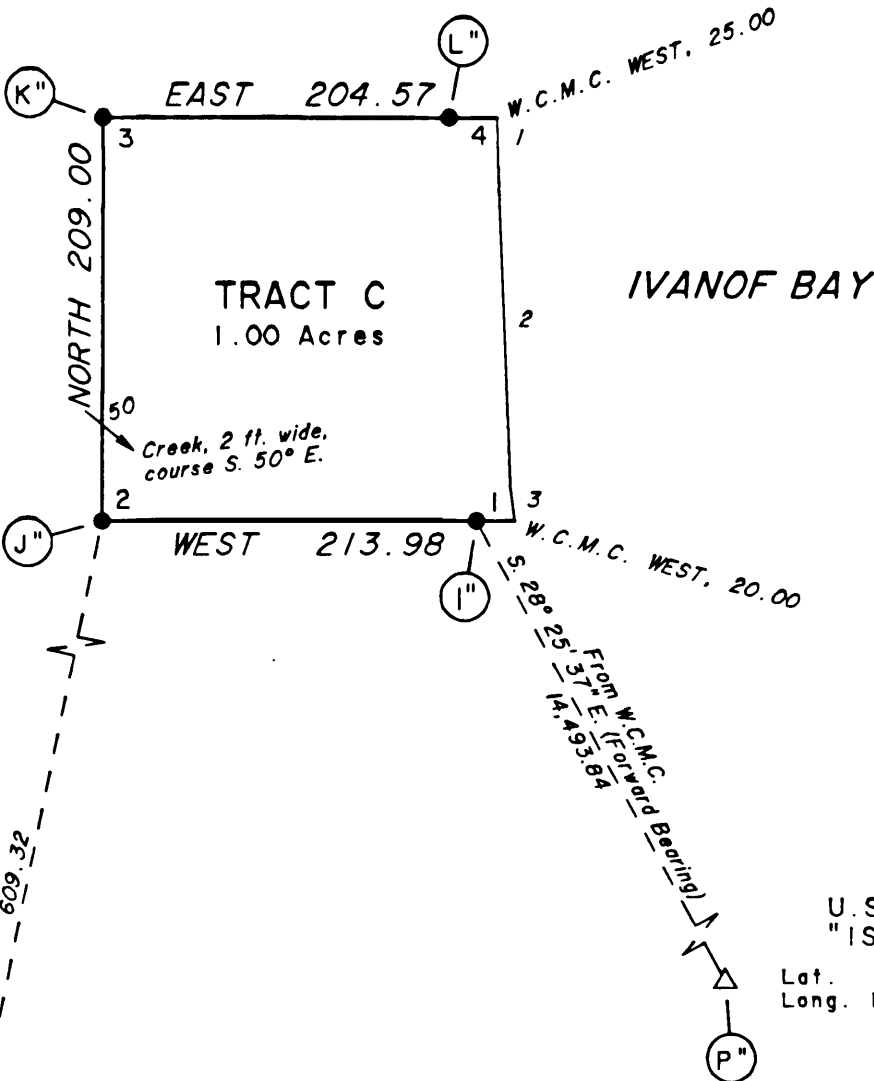 L"
W.C.M.C. WEST, 25.00
K"
EAST 204.57
3
4
1
NORTH 209.00
TRACT C
1.00 Acres
IVANOF BAY
2
50
Creek, 2 ft. wide,
course S. 50° E.
2
1
3
J"
WEST 213.98
W.C.M.C. WEST, 20.00
I"
S. 28° 25' 37" E. (Forward Bearing)
From W.C.M.C.
14,493.84
609.32
U.S
"IS
Lat.
Long.
P"